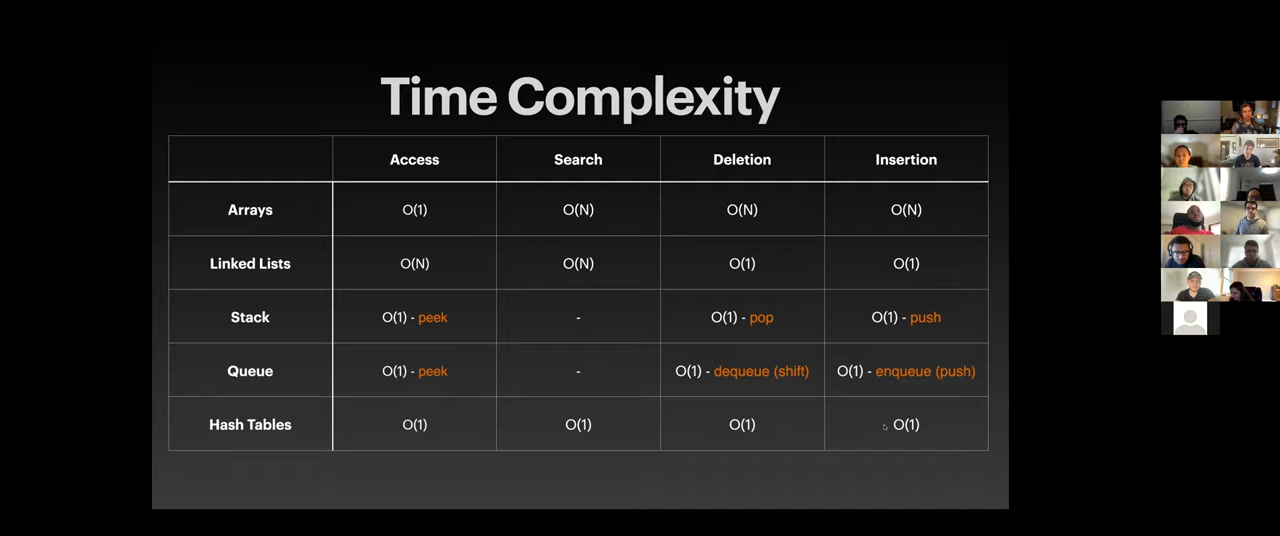 Time Complexity
Access Search Deletion Insertion
Arrays O(1) O(N) O(N) O(N)
Linked Lists O(N) O(N) O(1) O(1)
Stack O(1) - peek - O(1) - pop O(1) - push
Queue O(1) - peek - O(1) - dequeue (shift) O(1) - enqueue (push)
Hash Tables O(1) O(1) O(1) O(1)